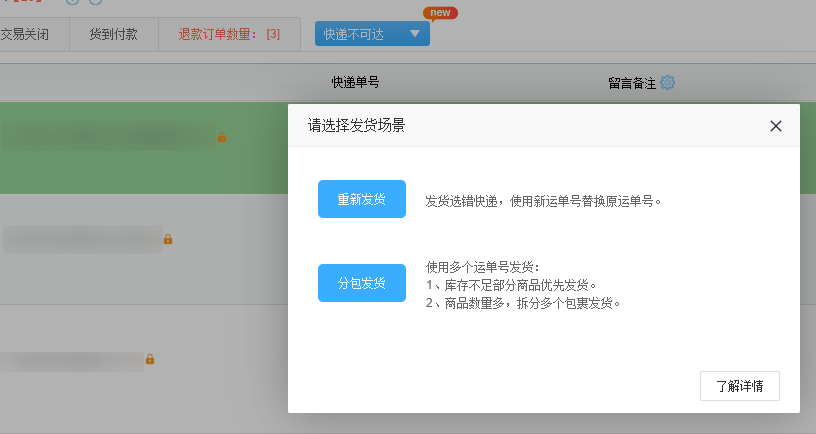 new
交易关闭
货到付款
退款订单数量： [3]
快递不可达
快递单号
留言备注
请选择发货场景
重新发货
发货选错快递，使用新运单号替换原运单号。
分包发货
使用多个运单号发货：
1、库存不足部分商品优先发货。
2、商品数量多，拆分多个包裹发货。
了解详情